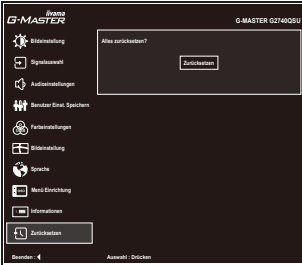 iiyama
G-MASTER
G-MASTER G2740QSU
Bildeinstellung
Alles zurücksetzen?
Zurücksetzen
Signalauswahl
Audioeinstellungen
Benutzer Einst. Speichern
Farbeinstellungen
Bildeinstellung
Sprache
OSD
Menü Einrichtung
Informationen
Zurücksetzen
Beenden :
Auswahl : Drücken